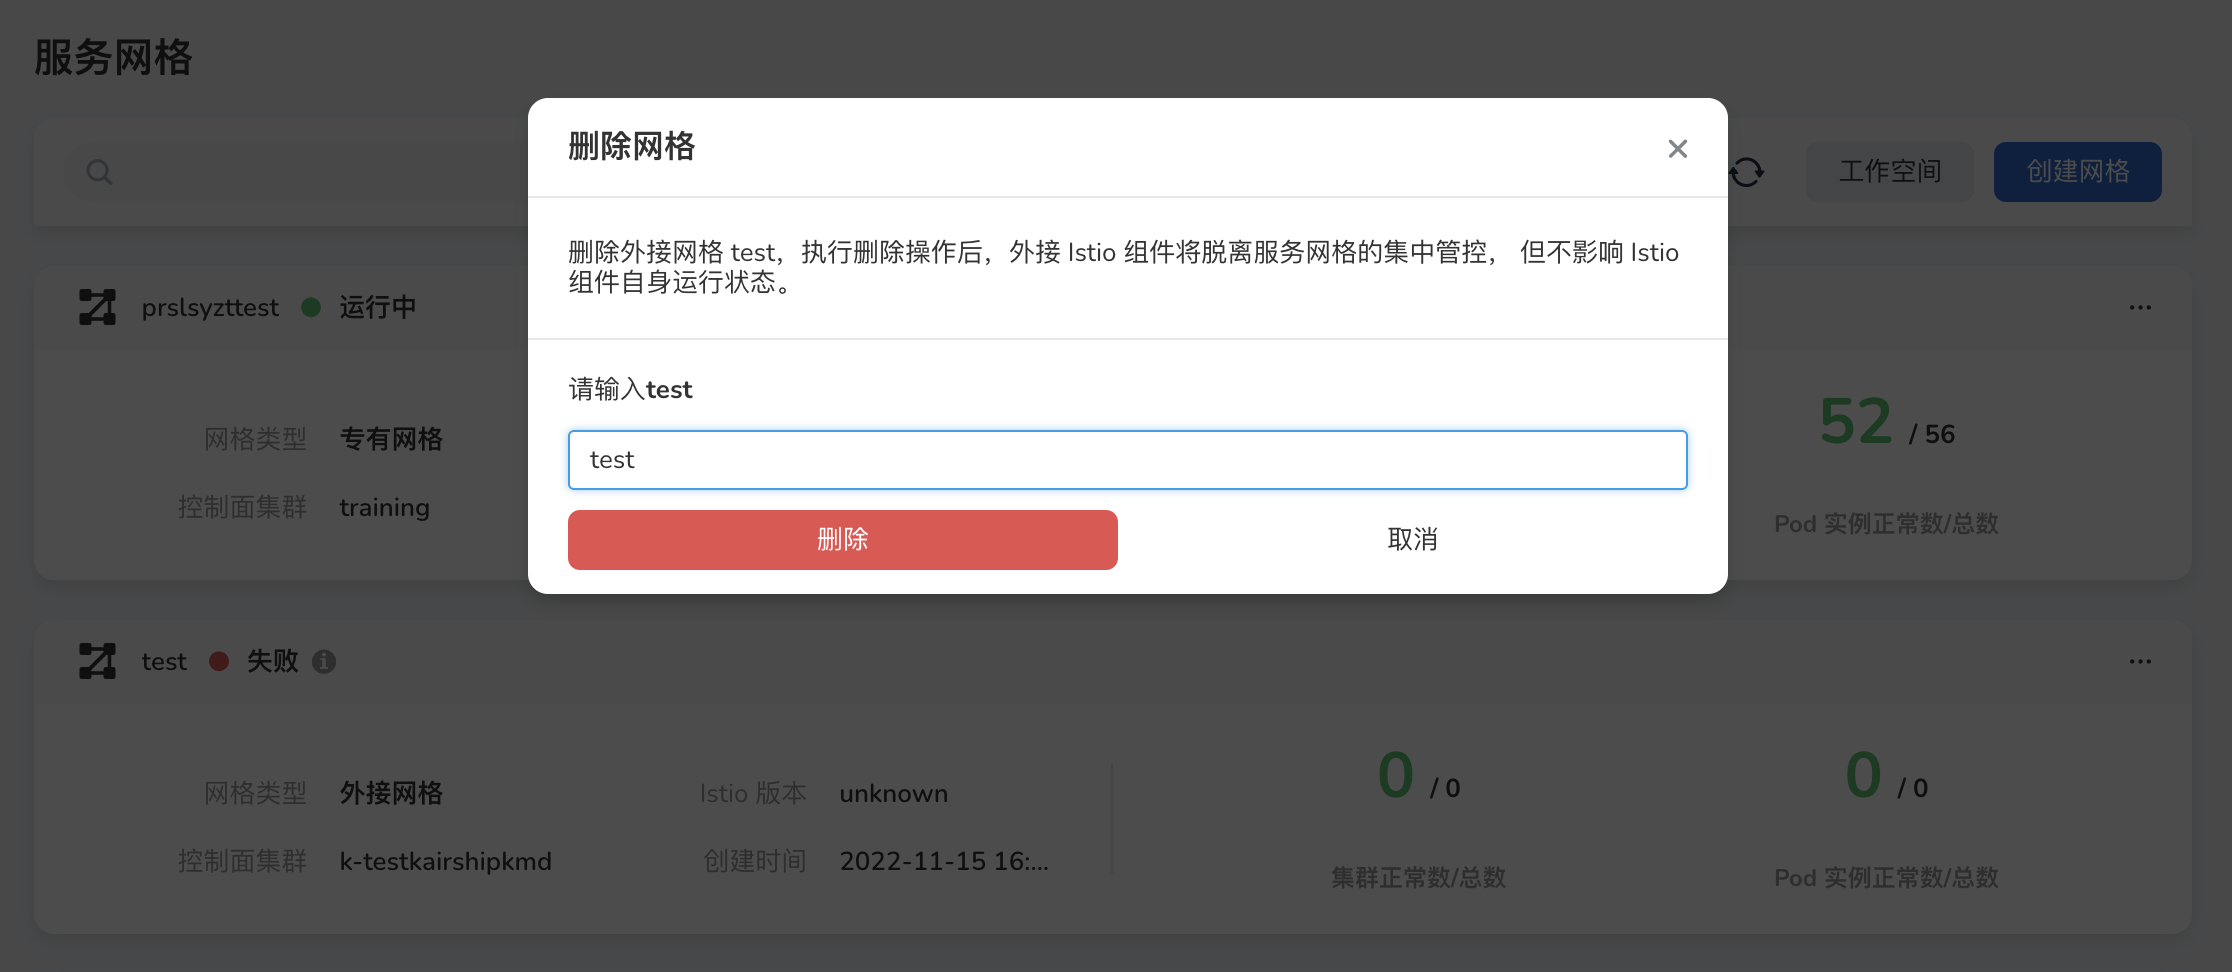 服务网格
工作空间
创建网格
删除网格
删除外接网格 test，执行删除操作后，外接 Istio 组件将脱离服务网格的集中管控， 但不影响 Istio
组件自身运行状态。
请输入test
test
删除
取消
prslsyzttest
运行中
网格类型
专有网格
控制面集群
training
52 / 56
Pod 实例正常数/总数
test
失败
网格类型
外接网格
Istio 版本
unknown
控制面集群
k-testkairshipkmd
创建时间
2022-11-15 16:...
0 / 0
集群正常数/总数
0 / 0
Pod 实例正常数/总数